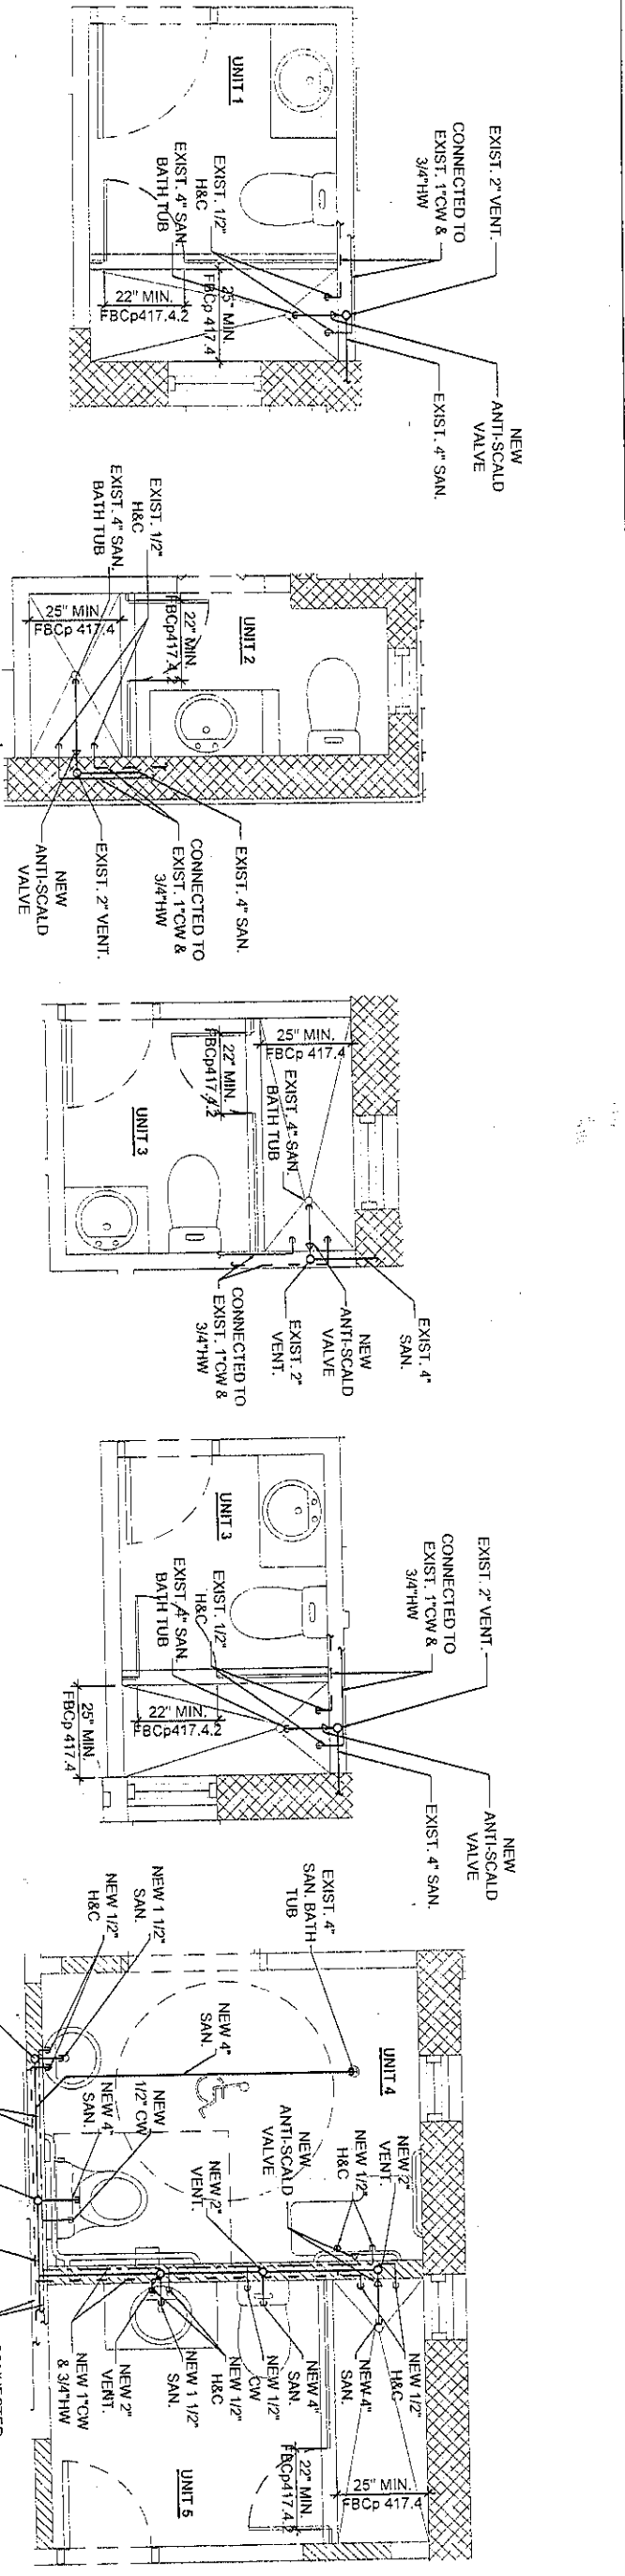 UNIT 1
EXIST. 2" VENT.
CONNECTED TO
EXIST. 1"CW &
3/4"HW
EXIST. 1/2"
H&C
EXIST. 4" SAN.
BATH TUB
22" MIN.
FBCp417.4.2
25" MIN.
FBCp 417.4
NEW
ANTI-SCALD
VALVE
EXIST. 4" SAN.
UNIT 2
EXIST. 1/2"
H&C
EXIST. 4" SAN.
BATH TUB
25" MIN.
FBCp 417.4
22" MIN.
FBCp417.4.2
EXIST. 4" SAN.
CONNECTED TO
EXIST. 1"CW &
3/4"HW
EXIST. 2" VENT.
NEW
ANTI-SCALD
VALVE
UNIT 3
22" MIN.
FBCp417.4.2
25" MIN.
FBCp 417.4
EXIST. 4" SAN.
BATH TUB
EXIST. 4"
SAN.
NEW
ANTI-SCALD
VALVE
EXIST. 2"
VENT.
CONNECTED TO
EXIST. 1"CW &
3/4"HW
UNIT 3
EXIST. 2" VENT.
CONNECTED TO
EXIST. 1"CW &
3/4"HW
EXIST. 1/2"
H&C
EXIST. 4" SAN.
BATH TUB
22" MIN.
FBCp417.4.2
25" MIN.
FBCp 417.4
NEW
ANTI-SCALD
VALVE
EXIST. 4" SAN.
EXIST. 4"
SAN. BATH
TUB
UNIT 4
NEW 1 1/2"
SAN.
NEW 1/2"
H&C
NEW 4"
SAN.
NEW
1/2" CW
NEW 4"
SAN.
NEW 2"
VENT.
NEW
ANTI-SCALD
VALVE
NEW 1/2"
H&C
NEW 2"
VENT.
NEW 1/2"
H&C
NEW 4"
SAN.
NEW 4"
SAN.
NEW 1/2"
CW
NEW 1/2"
H&C
NEW 1 1/2"
SAN.
NEW 2"
VENT.
NEW 1"CW
& 3/4"HW
UNIT 5
22" MIN.
25" MIN.
FBCp 417.4